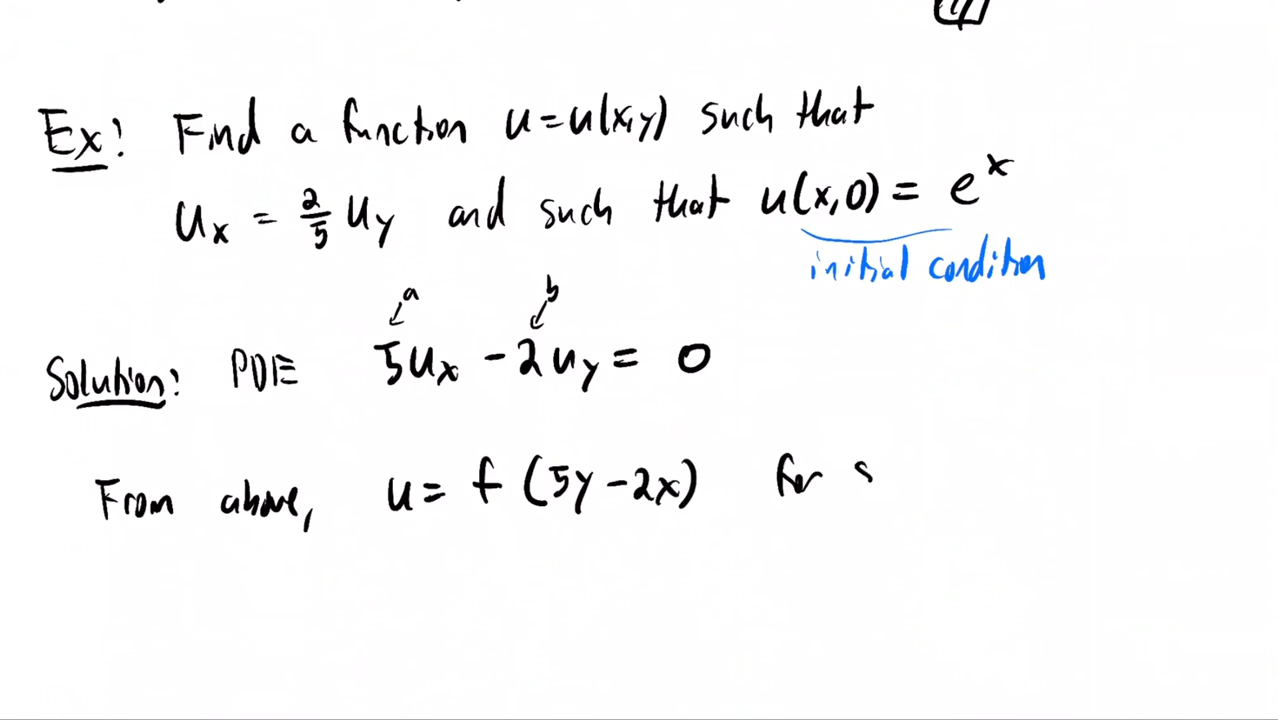 Ex: Find a function u=u(x,y) such that
u_x = 2/5 u_y and such that u(x,0) = e^x
initial condition
a b
Solution: PDE 5u_x - 2u_y = 0
From above, u = f (5y - 2x) for s